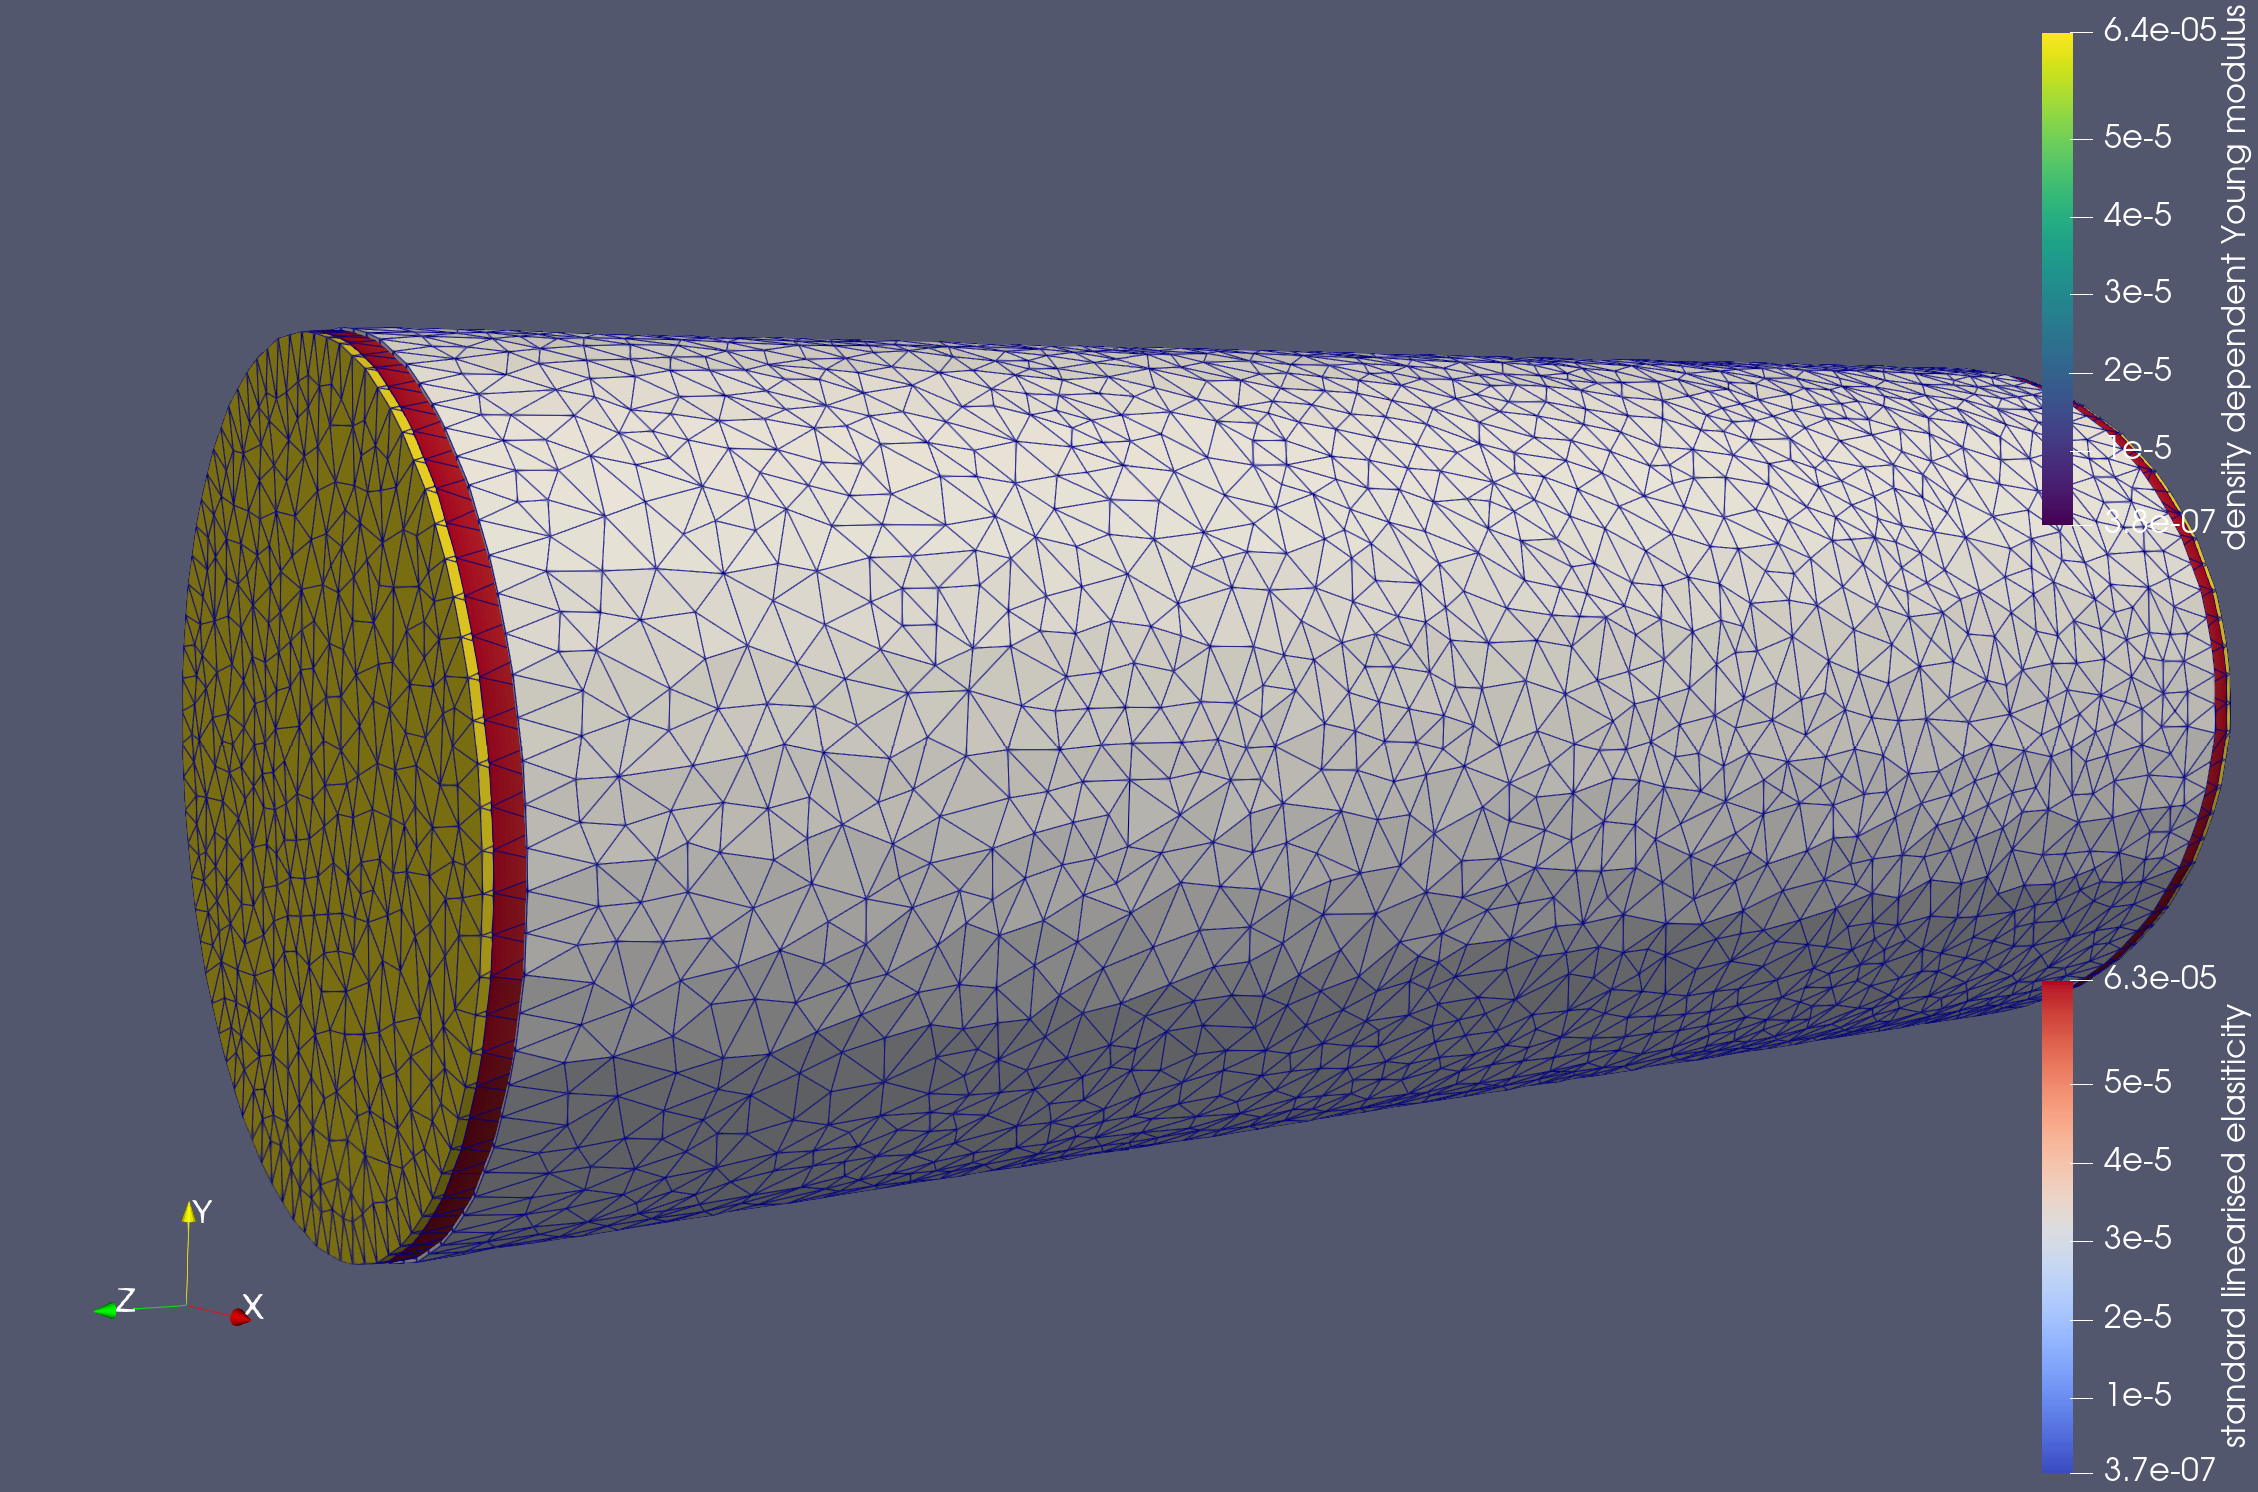 6.4e-05
5e-5
4e-5
3e-5
2e-5
1e-5
3.8e-07
density dependent Young modulus
6.3e-05
5e-5
4e-5
3e-5
2e-5
1e-5
3.7e-07
standard linearised elasiticity
Y
Z
X